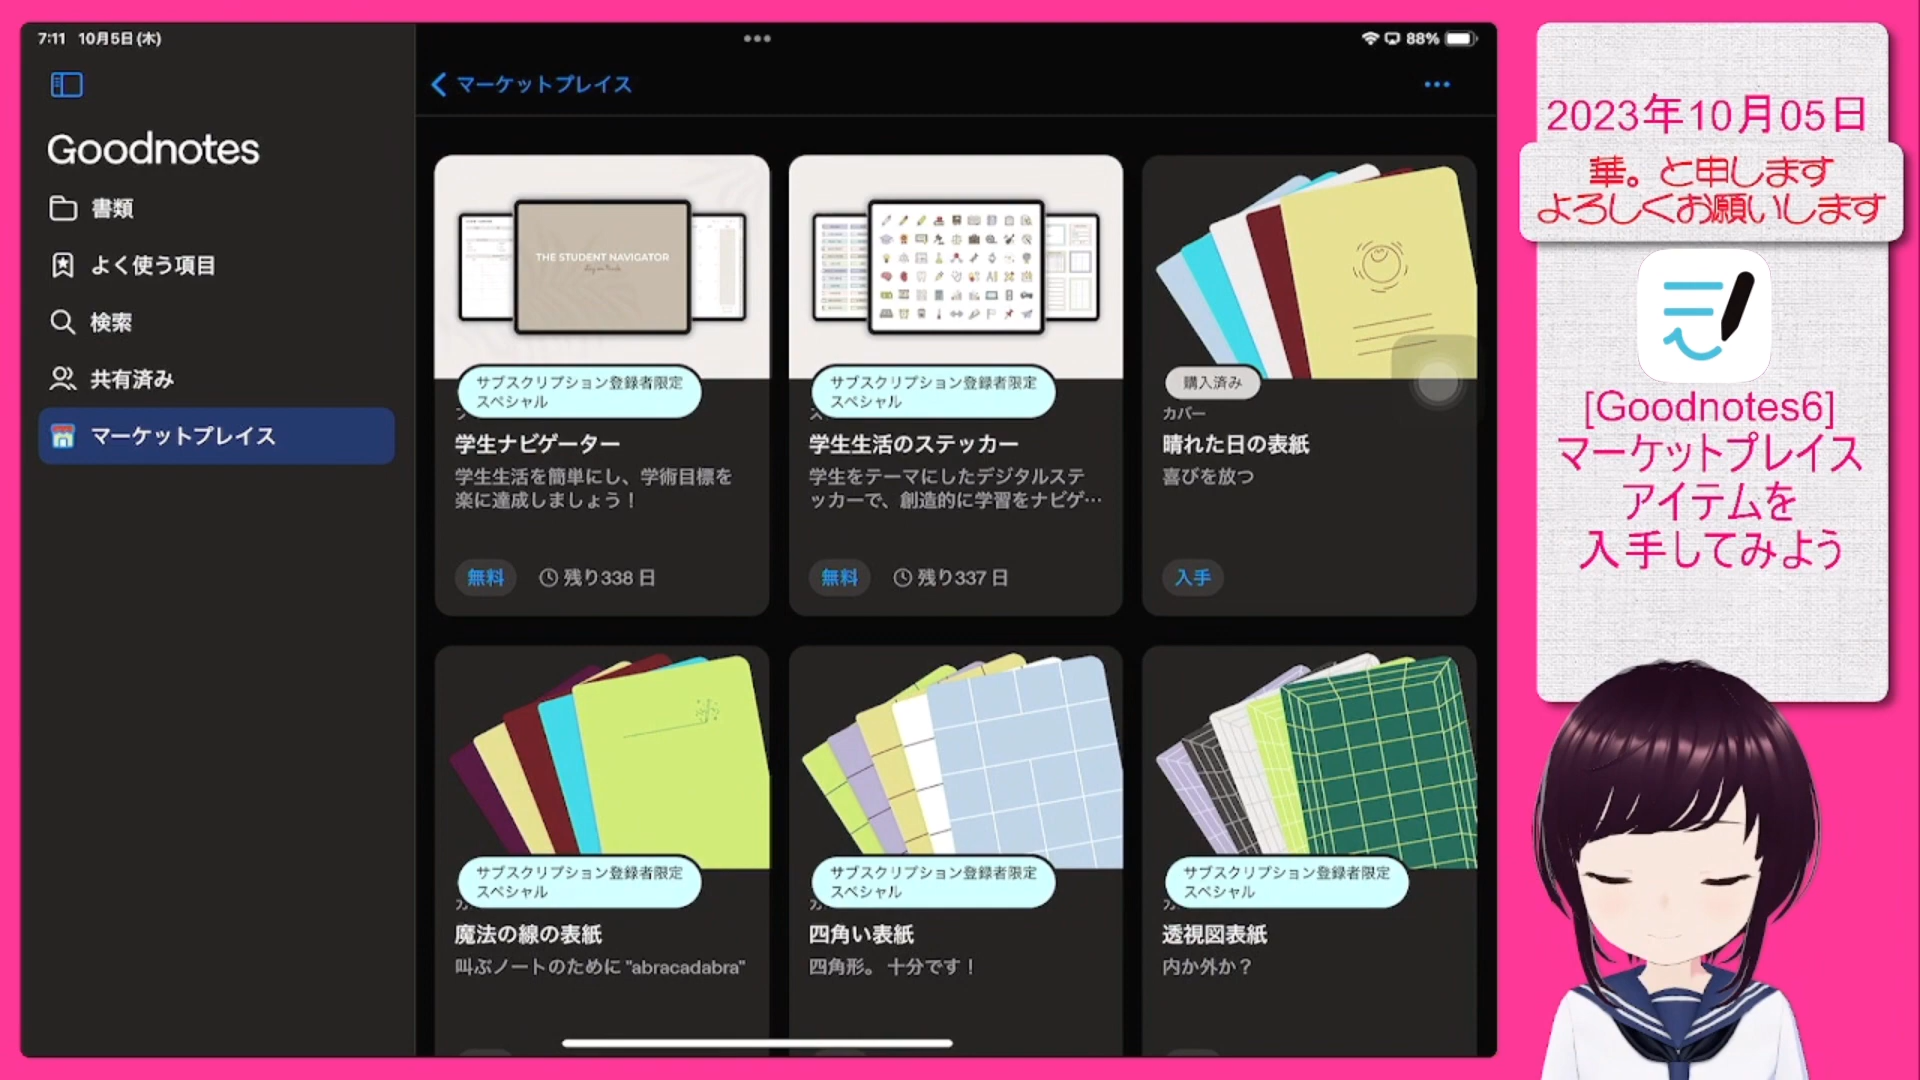 7:11 10月5日(木)
88%
Goodnotes
書類
よく使う項目
検索
共有済み
マーケットプレイス
マーケットプレイス
THE STUDENT NAVIGATOR
サブスクリプション登録者限定
スペシャル
学生ナビゲーター
学生生活を簡単にし、学術目標を
楽に達成しましょう！
無料
残り338 日
サブスクリプション登録者限定
スペシャル
学生生活のステッカー
学生をテーマにしたデジタルステ
ッカーで、創造的に学習をナビゲ…
無料
残り337 日
購入済み
カバー
晴れた日の表紙
喜びを放つ
入手
サブスクリプション登録者限定
スペシャル
魔法の線の表紙
叫ぶノートのために "abracadabra"
サブスクリプション登録者限定
スペシャル
四角い表紙
四角形。 十分です！
サブスクリプション登録者限定
スペシャル
透視図表紙
内か外か？
2023年10月05日
華。と申します
よろしくお願いします
[Goodnotes6]
マーケットプレイス
アイテムを
入手してみよう